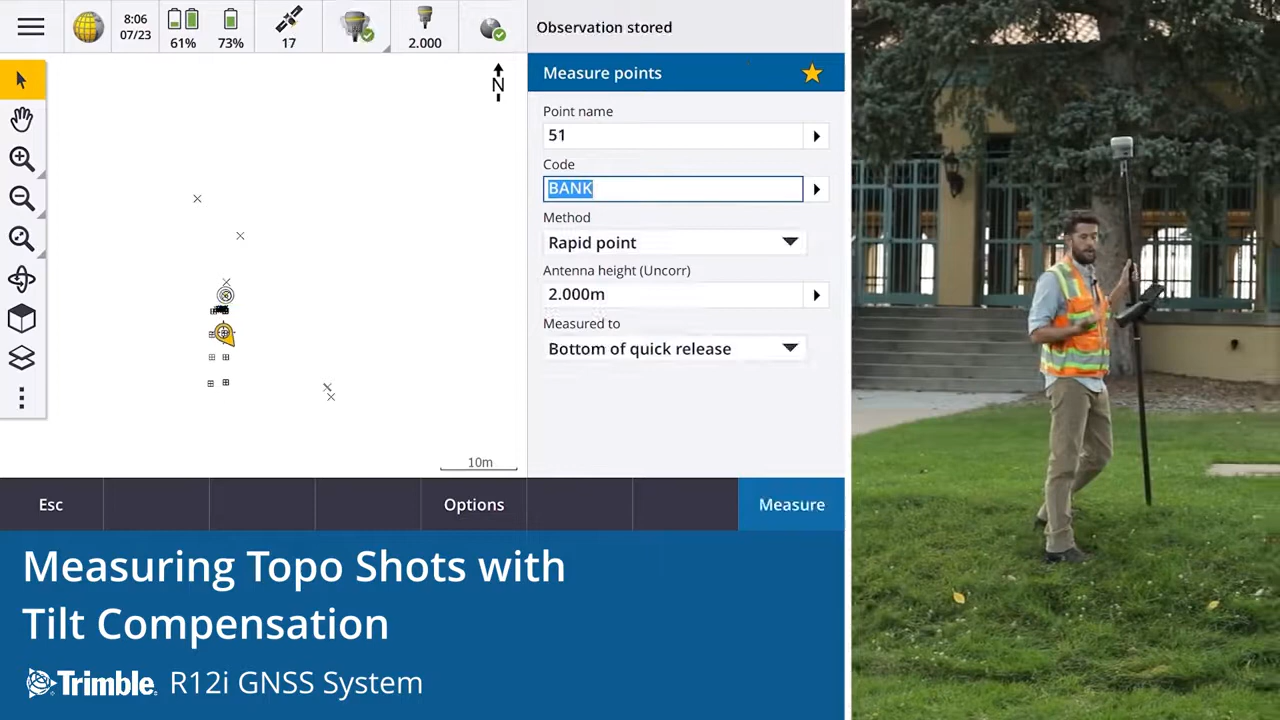 8:06
07/23
61%
73%
17
2.000
Observation stored
N
Measure points
Point name
51
Code
BANK
Method
Rapid point
Antenna height (Uncorr)
2.000m
Measured to
Bottom of quick release
10m
Esc
Options
Measure
Measuring Topo Shots with
Tilt Compensation
Trimble. R12i GNSS System